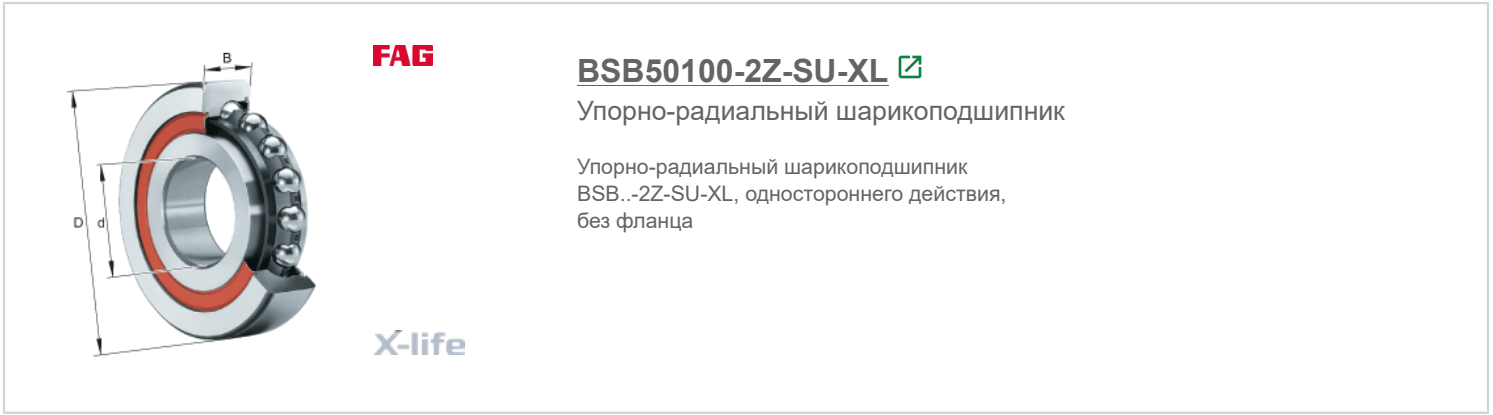 B
FAG
BSB50100-2Z-SU-XL
Упорно-радиальный шарикоподшипник
Упорно-радиальный шарикоподшипник
BSB..-2Z-SU-XL, одностороннего действия,
без фланца
D
d
X-life